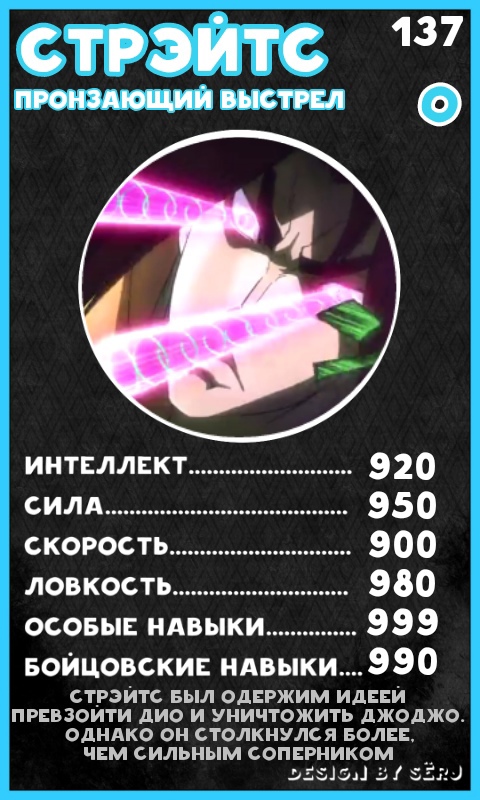 СТРЭЙТС
137
ПРОНЗАЮЩИЙ ВЫСТРЕЛ
ИНТЕЛЛЕКТ..................................... 920
СИЛА....................................................... 950
СКОРОСТЬ......................................... 900
ЛОВКОСТЬ........................................ 980
ОСОБЫЕ НАВЫКИ.................... 999
БОЙЦОВСКИЕ НАВЫКИ.... 990
СТРЭЙТС БЫЛ ОДЕРЖИМ ИДЕЕЙ
ПРЕВЗОЙТИ ДИО И УНИЧТОЖИТЬ ДЖОДЖО.
ОДНАКО ОН СТОЛКНУЛСЯ БОЛЕЕ,
ЧЕМ СИЛЬНЫМ СОПЕРНИКОМ
DESIGN BY SЁRJ